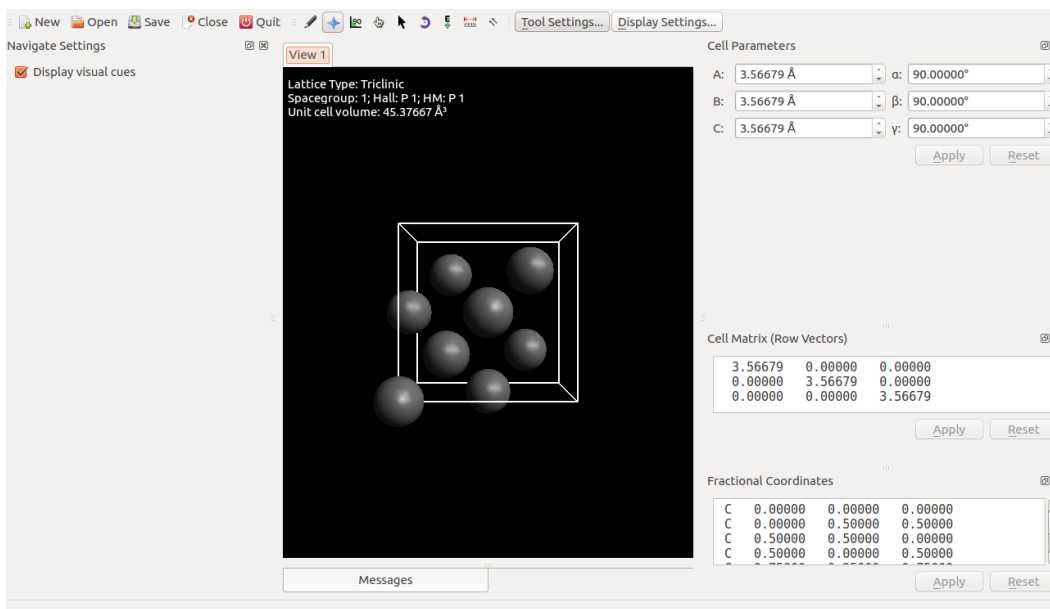 New Open Save Close Quit 90 E Tool Settings... Display Settings...
Navigate Settings
Display visual cues
View 1
Lattice Type: Triclinic
Spacegroup: 1; Hall: P 1; HM: P 1
Unit cell volume: 45.37667 Å³
Cell Parameters
A: 3.56679 Å α: 90.00000°
B: 3.56679 Å β: 90.00000°
C: 3.56679 Å γ: 90.00000°
Apply Reset
Cell Matrix (Row Vectors)
3.56679 0.00000 0.00000
0.00000 3.56679 0.00000
0.00000 0.00000 3.56679
Apply Reset
Fractional Coordinates
C 0.00000 0.00000 0.00000
C 0.00000 0.50000 0.50000
C 0.50000 0.50000 0.00000
C 0.50000 0.00000 0.50000
Apply Reset
Messages